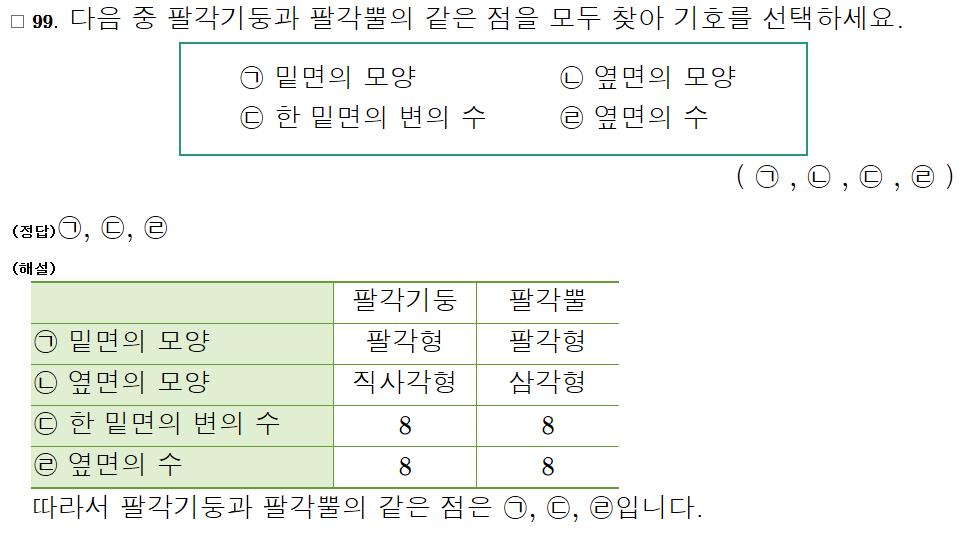 □ 99. 다음 중 팔각기둥과 팔각뿔의 같은 점을 모두 찾아 기호를 선택하세요.
㉠ 밑면의 모양 ㉡ 옆면의 모양
㉢ 한 밑면의 변의 수 ㉣ 옆면의 수
( ㉠ , ㉡ , ㉢ , ㉣ )
(정답)㉠, ㉢, ㉣
(해설)
팔각기둥 팔각뿔
㉠ 밑면의 모양 팔각형 팔각형
㉡ 옆면의 모양 직사각형 삼각형
㉢ 한 밑면의 변의 수 8 8
㉣ 옆면의 수 8 8
따라서 팔각기둥과 팔각뿔의 같은 점은 ㉠, ㉢, ㉣입니다.